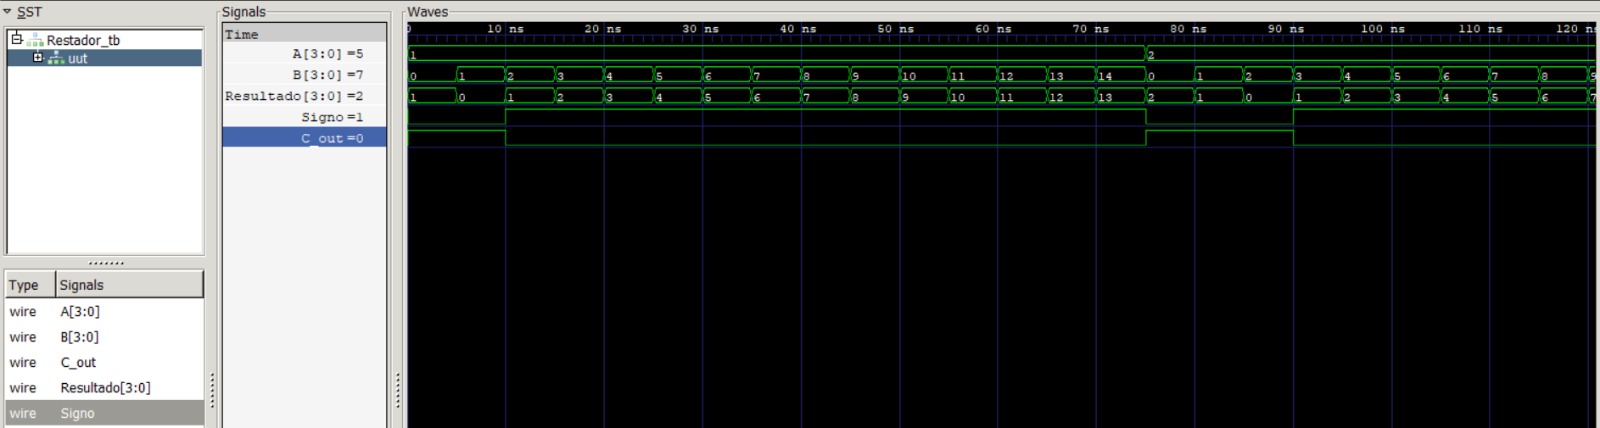 SST
Restador_tb
uut
Type Signals
wire A[3:0]
wire B[3:0]
wire C_out
wire Resultado[3:0]
wire Signo
Signals
Time
A[3:0] =5
B[3:0] =7
Resultado[3:0] =2
Signo =1
C_out =0
Waves
0 10 ns 20 ns 30 ns 40 ns 50 ns 60 ns 70 ns 80 ns 90 ns 100 ns 110 ns 120 ns
1 2
0 1 2 3 4 5 6 7 8 9 10 11 12 13 14 0 1 2 3 4 5 6 7 8 9
1 0 1 2 3 4 5 6 7 8 9 10 11 12 13 2 1 0 1 2 3 4 5 6 7